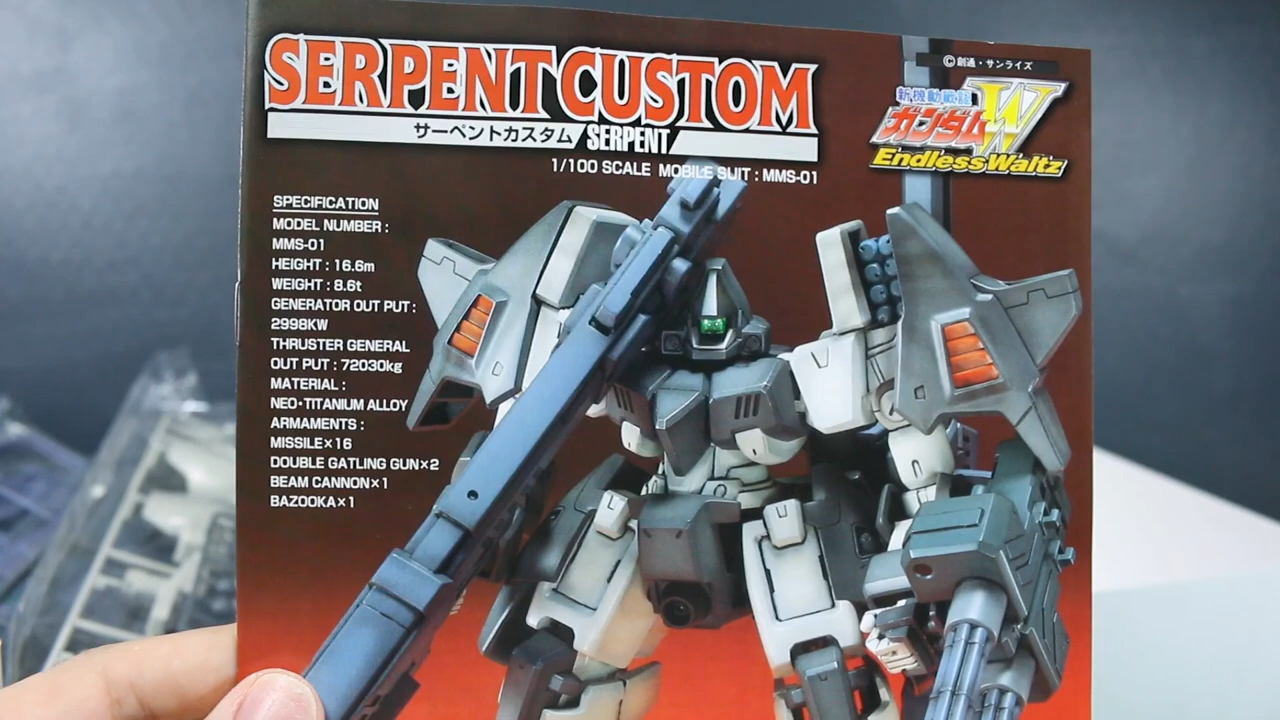 SERPENT CUSTOM
サーペントカスタム SERPENT
1/100 SCALE MOBILE SUIT : MMS-01
©創通・サンライズ
新機動戦記
ガンダムW
Endless Waltz
SPECIFICATION
MODEL NUMBER :
MMS-01
HEIGHT : 16.6m
WEIGHT : 8.6t
GENERATOR OUT PUT :
2998KW
THRUSTER GENERAL
OUT PUT : 72030kg
MATERIAL :
NEO･TITANIUM ALLOY
ARMAMENTS :
MISSILE×16
DOUBLE GATLING GUN×2
BEAM CANNON×1
BAZOOKA×1